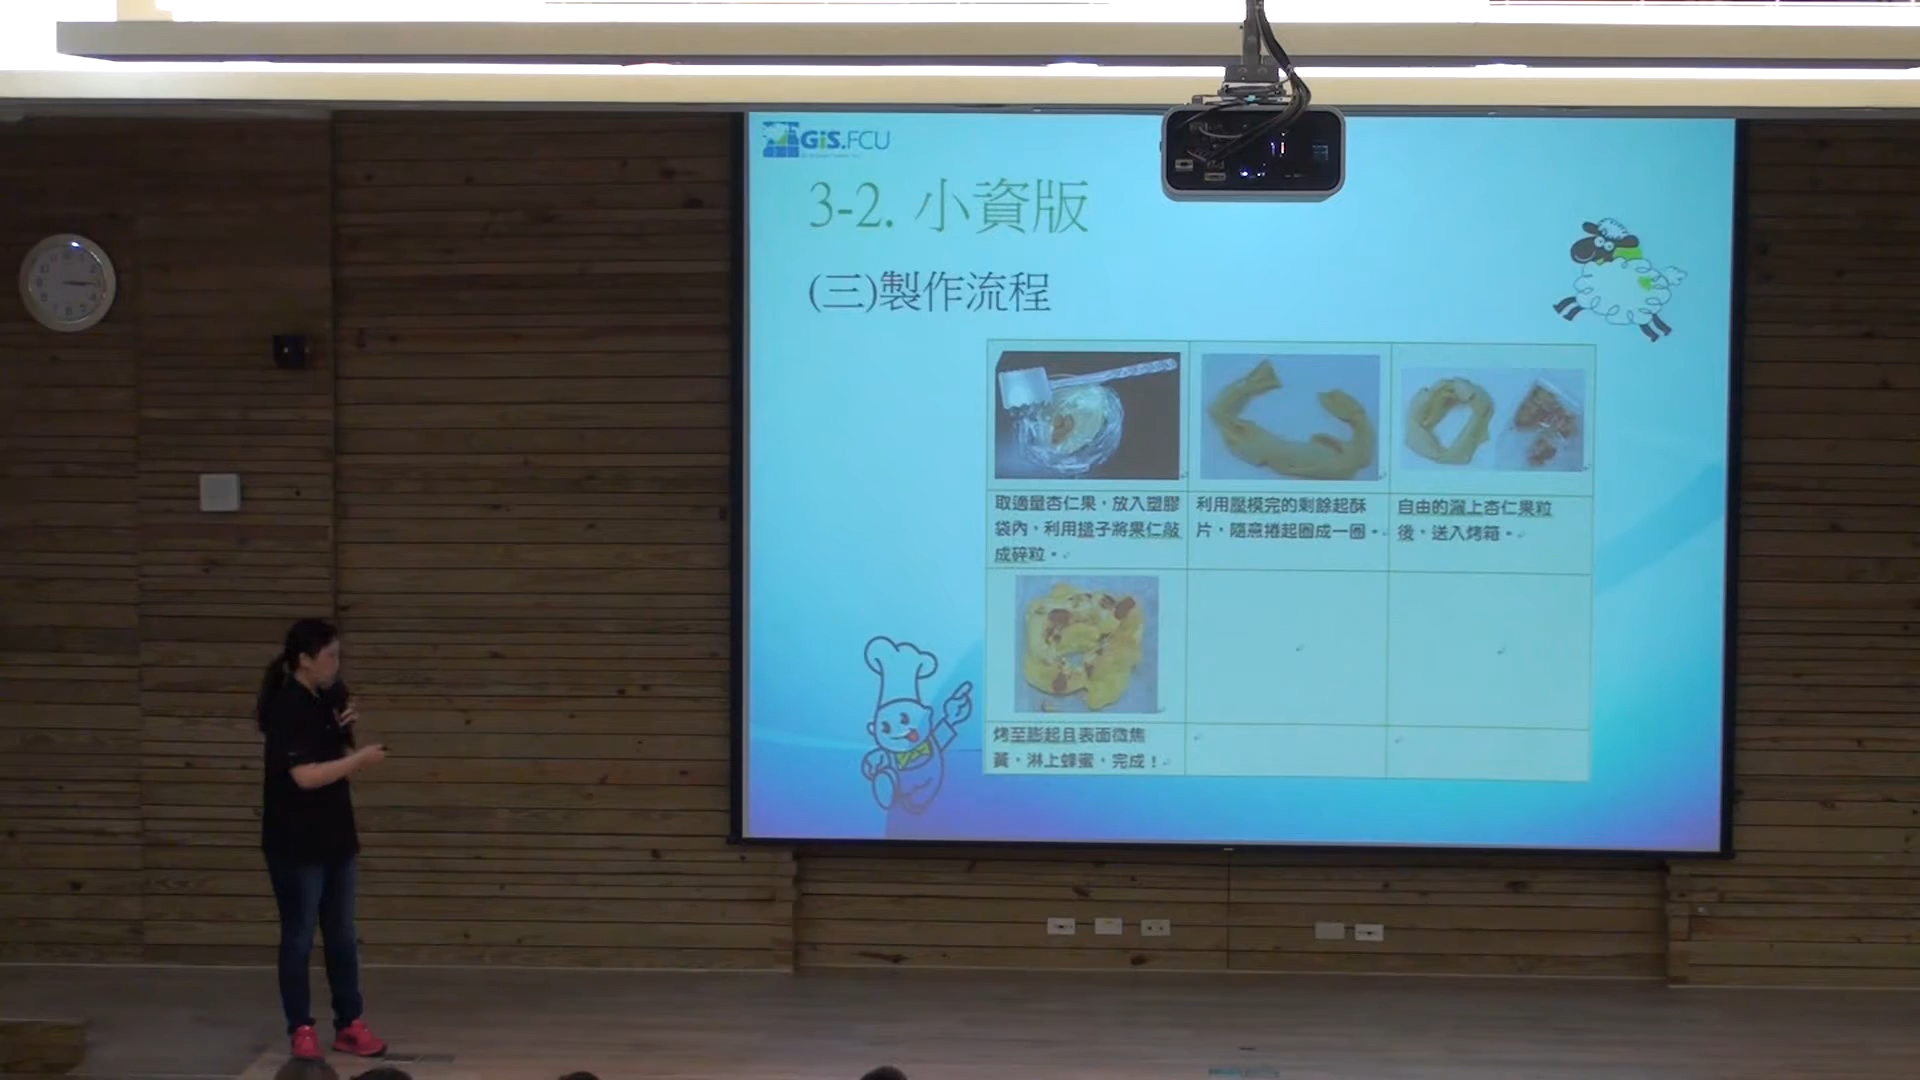 GiS.FCU
3-2. 小資版
(三)製作流程
取適量杏仁果，放入塑膠
袋內，利用搥子將果仁敲
成碎粒。
利用壓模完的剩餘起酥
片，隨意捲起圈成一圈。
自由的灑上杏仁果粒
後，送入烤箱。
烤至膨起且表面微焦
黃，淋上蜂蜜，完成！